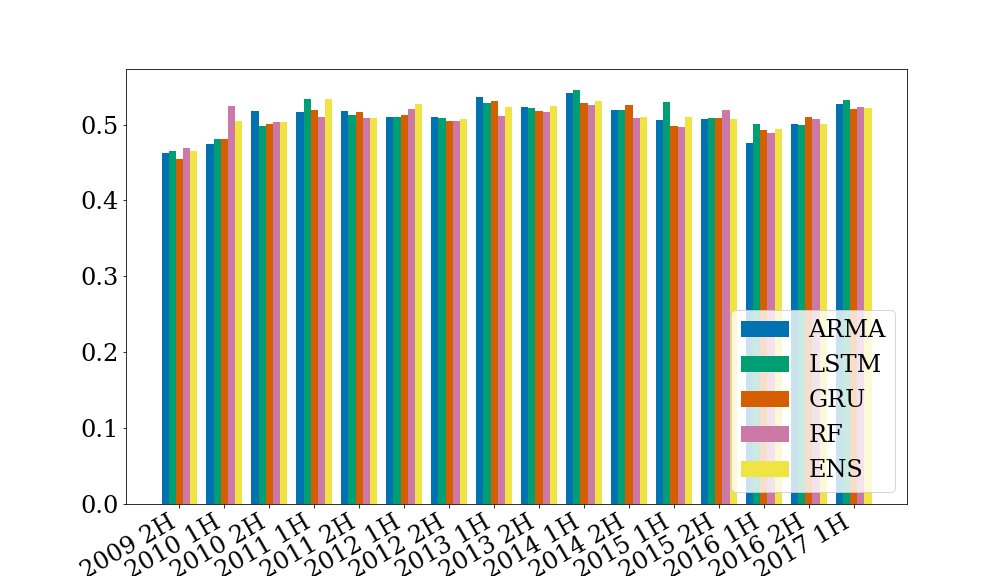 0.5
0.4
0.3
0.2
0.1
0.0
ARMA
LSTM
GRU
RF
ENS
2009 2H
2010 1H
2010 2H
2011 1H
2011 2H
2012 1H
2012 2H
2013 1H
2013 2H
2014 1H
2014 2H
2015 1H
2015 2H
2016 1H
2016 2H
2017 1H